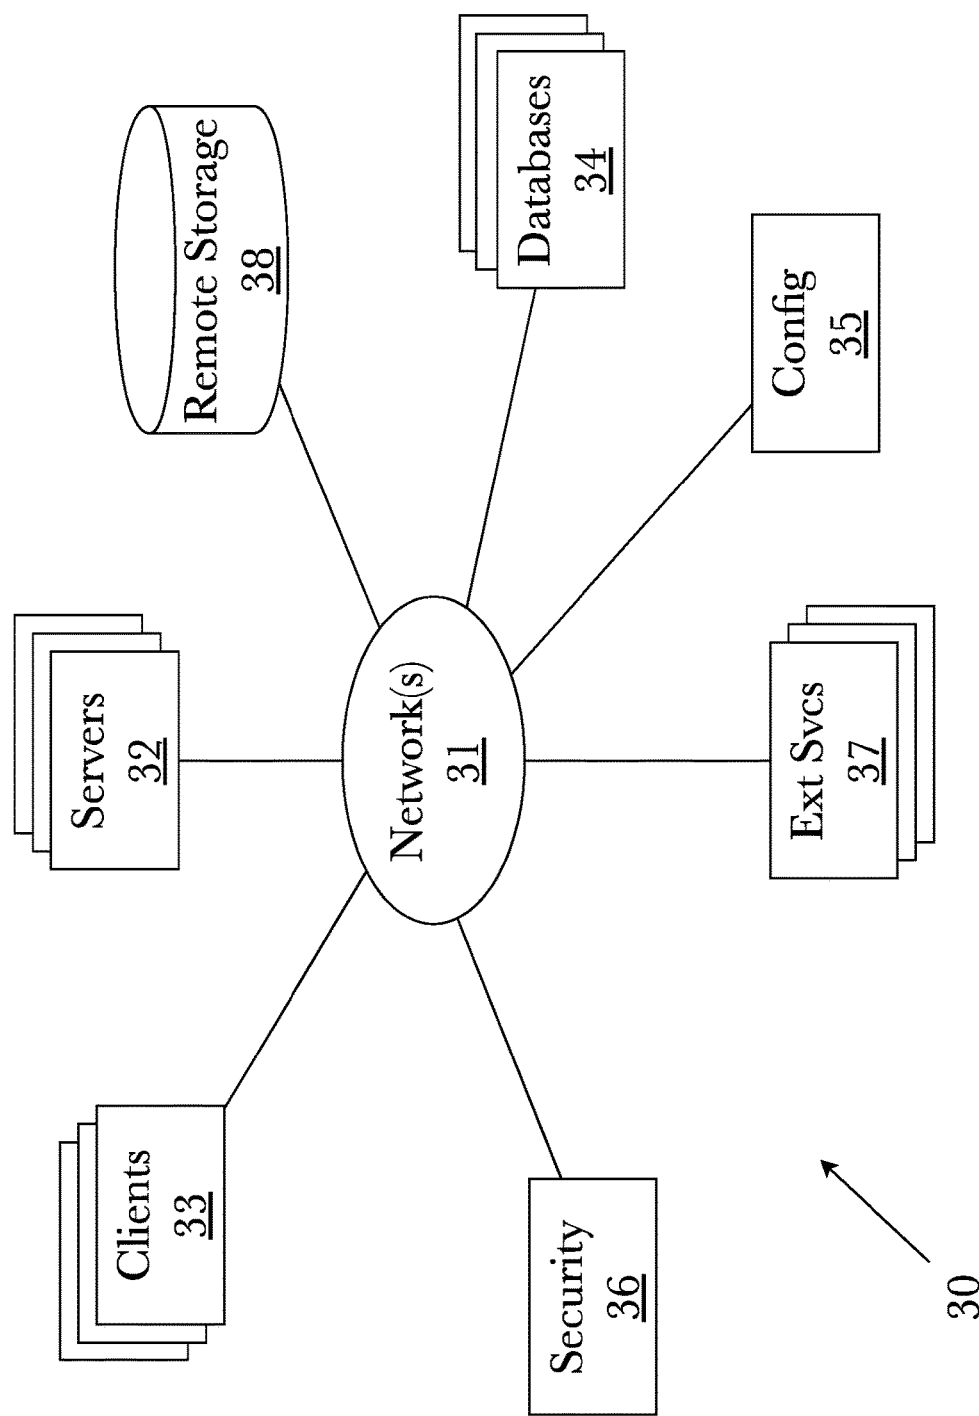 Clients
33
Servers
32
Remote Storage
38
Network(s)
31
Security
36
Databases
34
Ext Svcs
37
Config
35
30